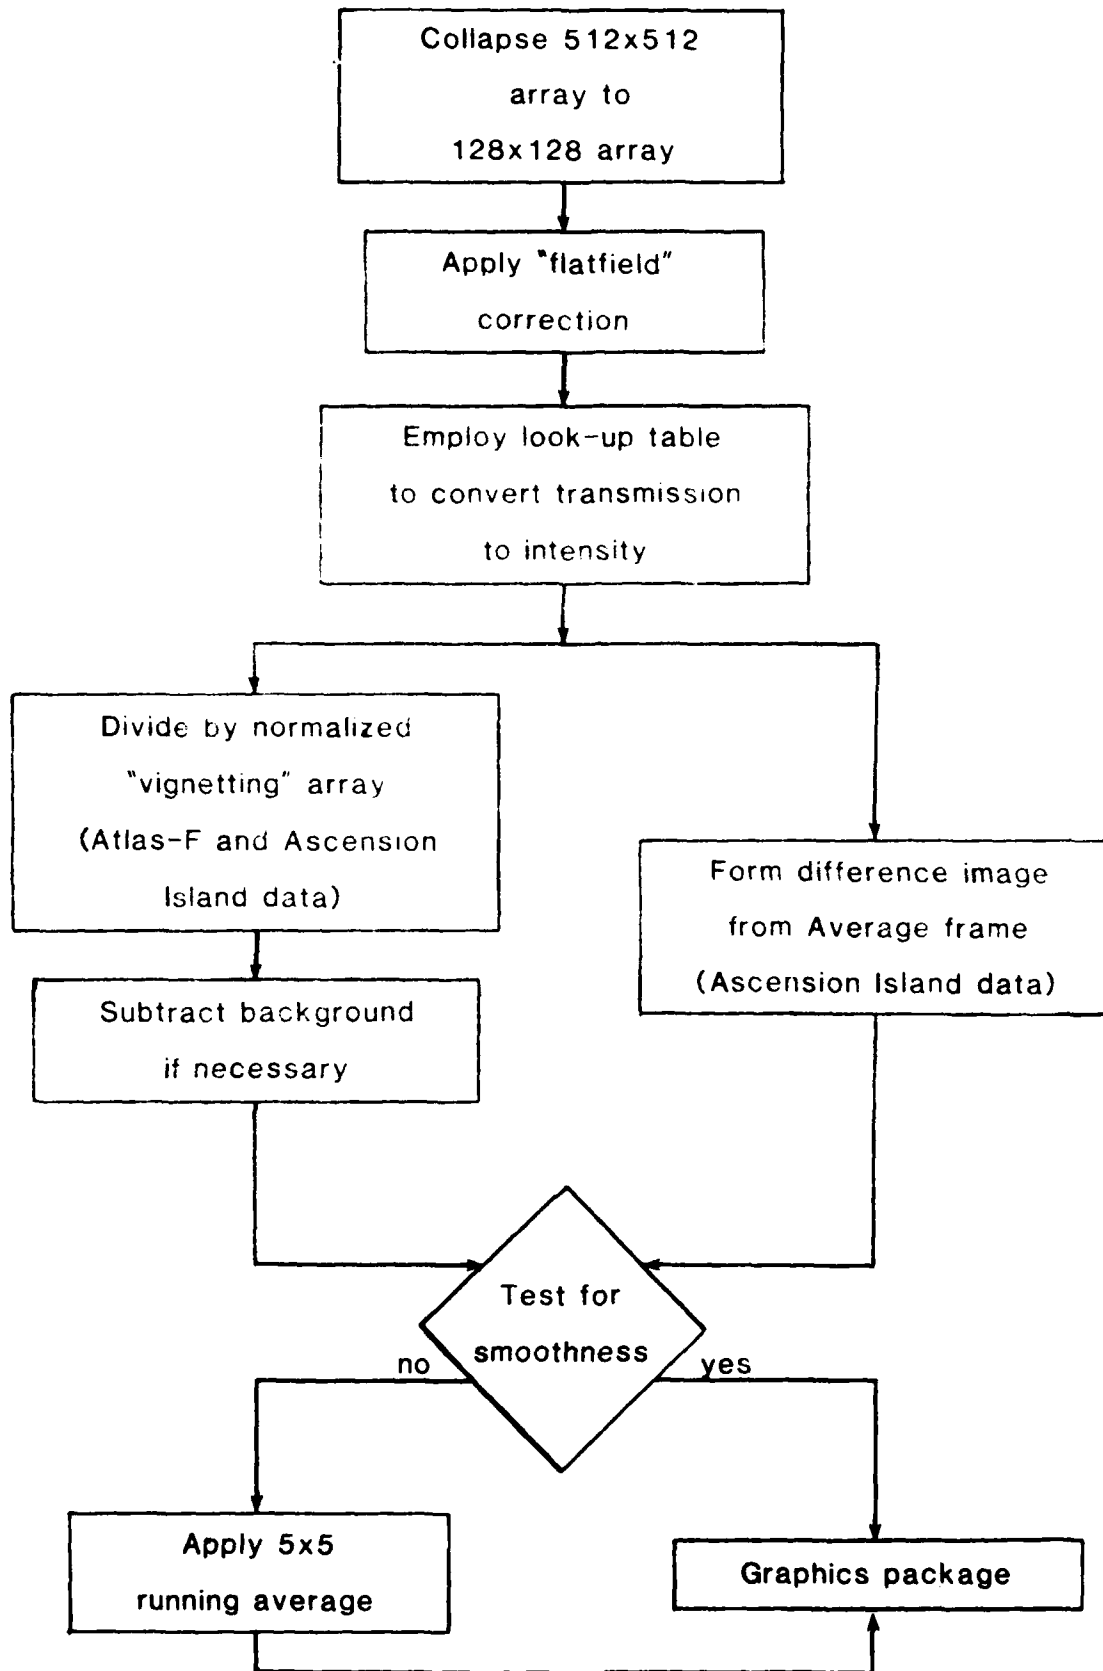 Collapse 512x512
array to
128x128 array
Apply "flatfield"
correction
Employ look-up table
to convert transmission
to intensity
Divide by normalized
"vignetting" array
(Atlas-F and Ascension
Island data)
Form difference image
from Average frame
(Ascension Island data)
Subtract background
if necessary
Test for
smoothness
no
yes
Apply 5x5
running average
Graphics package